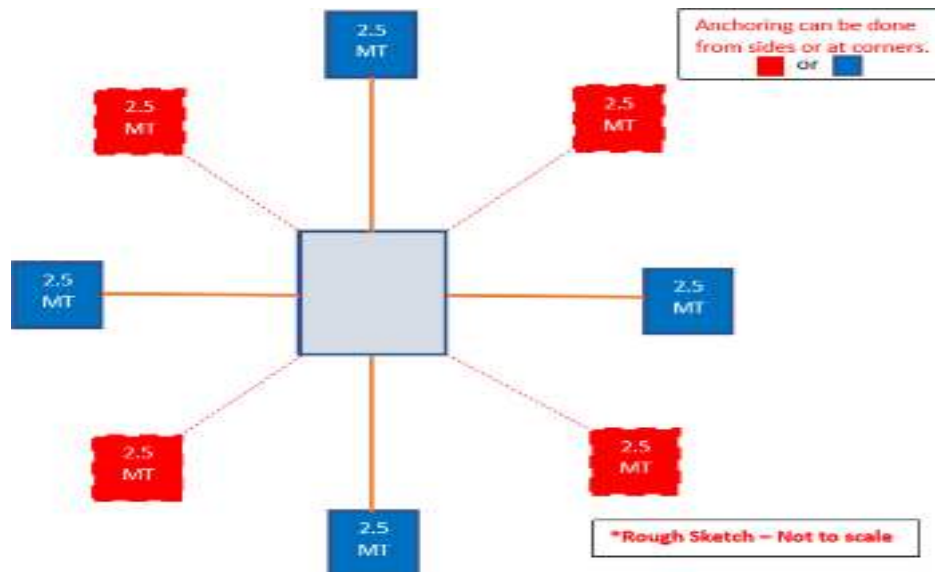 2.5
MT
Anchoring can be done
from sides or at corners.
or
2.5
MT
2.5
MT
2.5
MT
2.5
MT
2.5
MT
2.5
MT
2.5
MT
*Rough Sketch – Not to scale